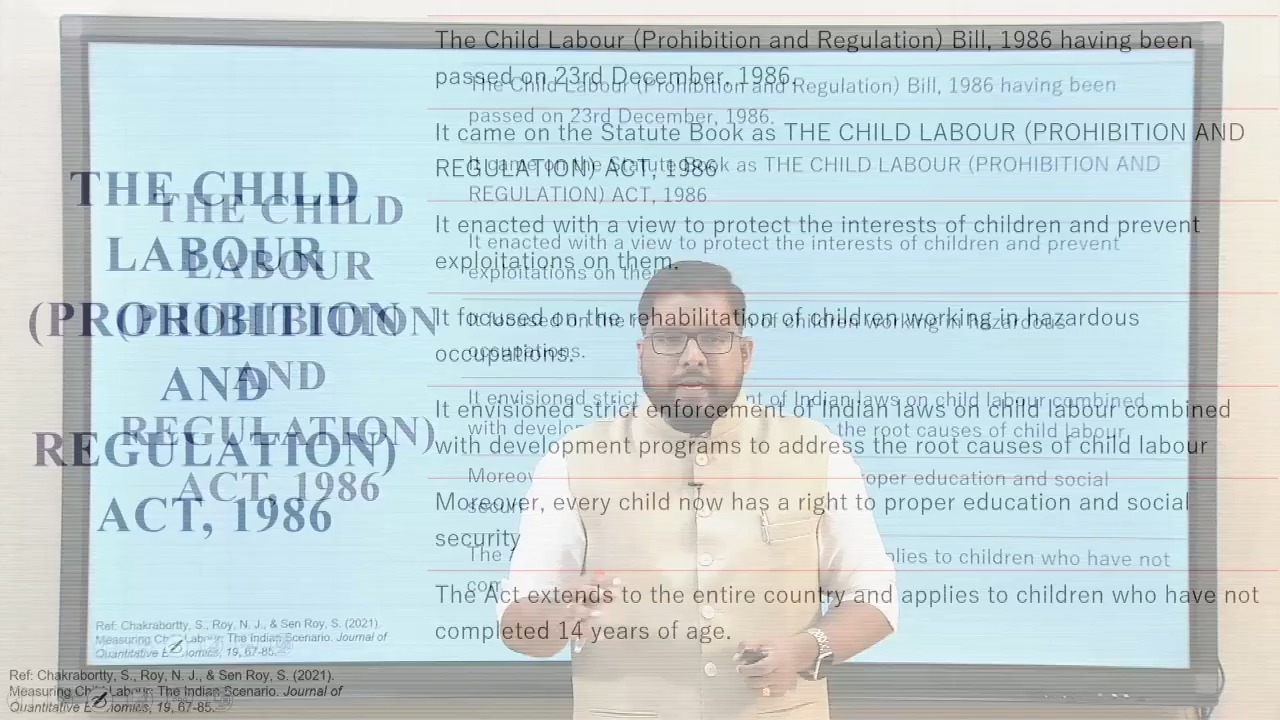 THE CHILD
LABOUR
(PROHIBITION
AND
REGULATION)
ACT, 1986
The Child Labour (Prohibition and Regulation) Bill, 1986 having been
passed on 23rd December, 1986.
It came on the Statute Book as THE CHILD LABOUR (PROHIBITION AND
REGULATION) ACT, 1986
It enacted with a view to protect the interests of children and prevent
exploitations on them.
It focused on the rehabilitation of children working in hazardous
occupations.
It envisioned strict enforcement of Indian laws on child labour combined
with development programs to address the root causes of child labour
Moreover, every child now has a right to proper education and social
security
The Act extends to the entire country and applies to children who have not
completed 14 years of age.
Ref: Chakrabortty, S., Roy, N. J., & Sen Roy, S. (2021).
Measuring Child Labour: The Indian Scenario. Journal of
Quantitative Economics, 19, 67-85.